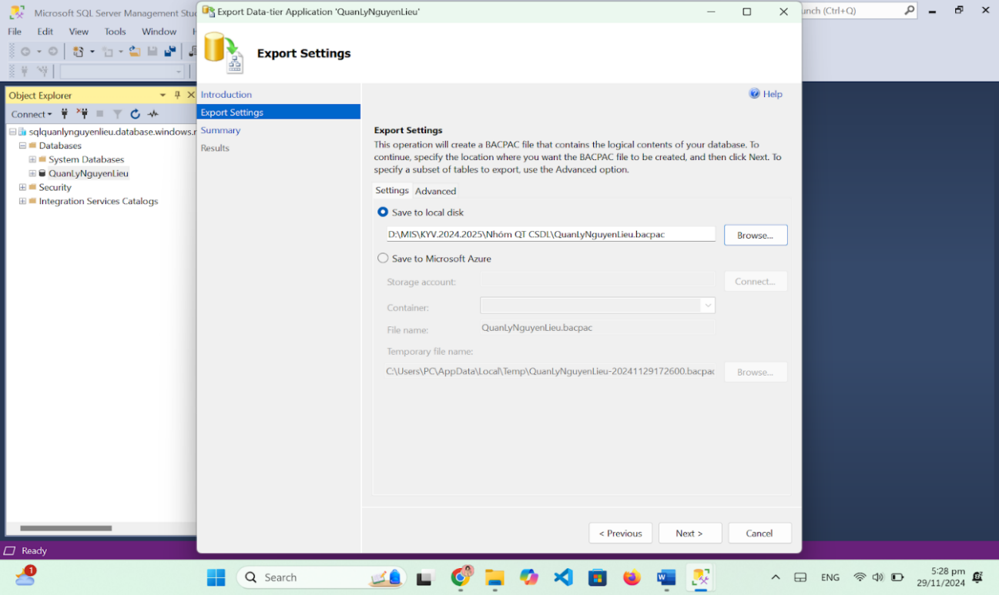 Microsoft SQL Server Management Stu
Export Data-tier Application 'QuanLyNguyenLieu'
unch (Ctrl+Q)
File Edit View Tools Window
Export Settings
Object Explorer
Connect
sqlquanlynguyenlieu.database.windows.
Databases
System Databases
QuanLyNguyenLieu
Security
Integration Services Catalogs
Introduction
Export Settings
Summary
Results
Help
Export Settings
This operation will create a BACPAC file that contains the logical contents of your database. To
continue, specify the location where you want the BACPAC file to be created, and then click Next. To
specify a subset of tables to export, use the Advanced option.
Settings Advanced
Save to local disk
D:\MIS\KYV.2024.2025\Nhóm QT CSDL\QuanLyNguyenLieu.bacpac
Browse...
Save to Microsoft Azure
Storage account:
Connect...
Container:
File name:
QuanLyNguyenLieu.bacpac
Temporary file name:
C:\Users\PC\AppData\Local\Temp\QuanLyNguyenLieu-20241129172600.bacpac
Browse...
< Previous
Next >
Cancel
Ready
1
Search
ENG
5:28 pm
29/11/2024